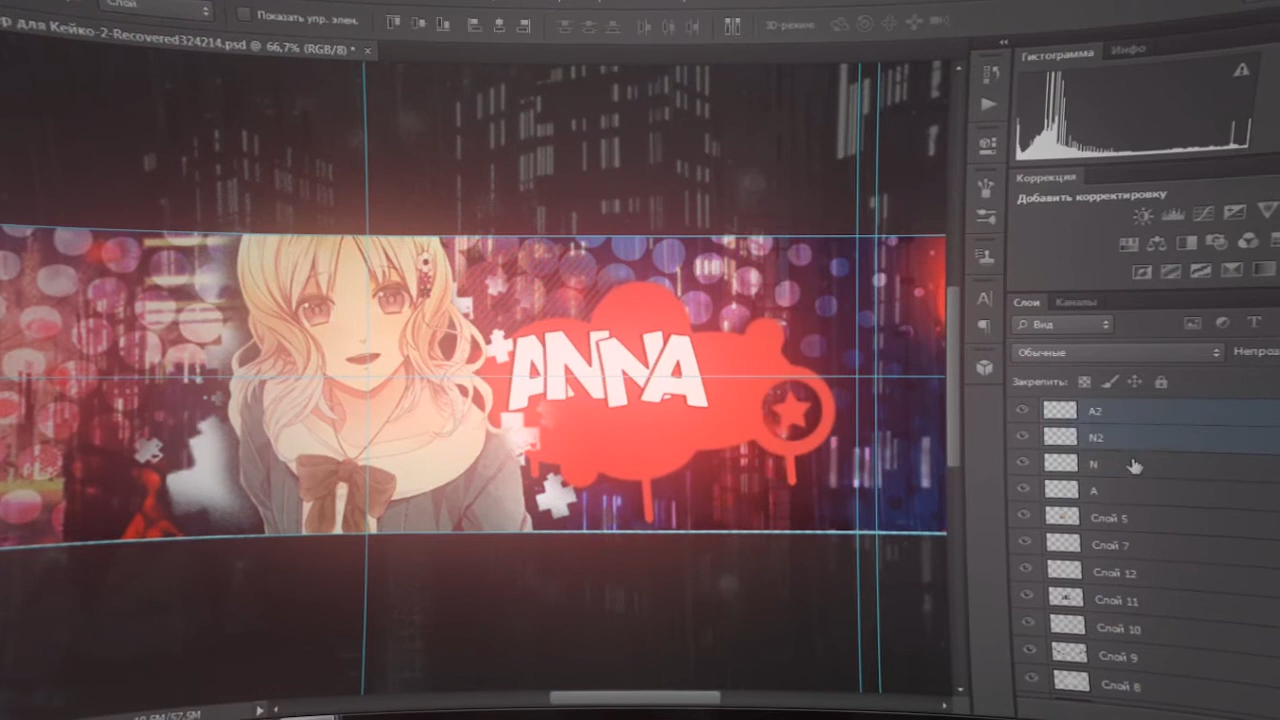 Слой
Показать упр. элем.
3D-режим:
ер для Кейко-2-Recovered324214.psd @ 66,7% (RGB/8) * ×
Гистограмма Инфо
Коррекция
Добавить корректировку
ANNA
Слои Каналы
Вид
Обычные
Непроз
Закрепить:
A2
N2
N
A
Слой 5
Слой 7
Слой 12
Слой 11
Слой 10
Слой 9
Слой 8